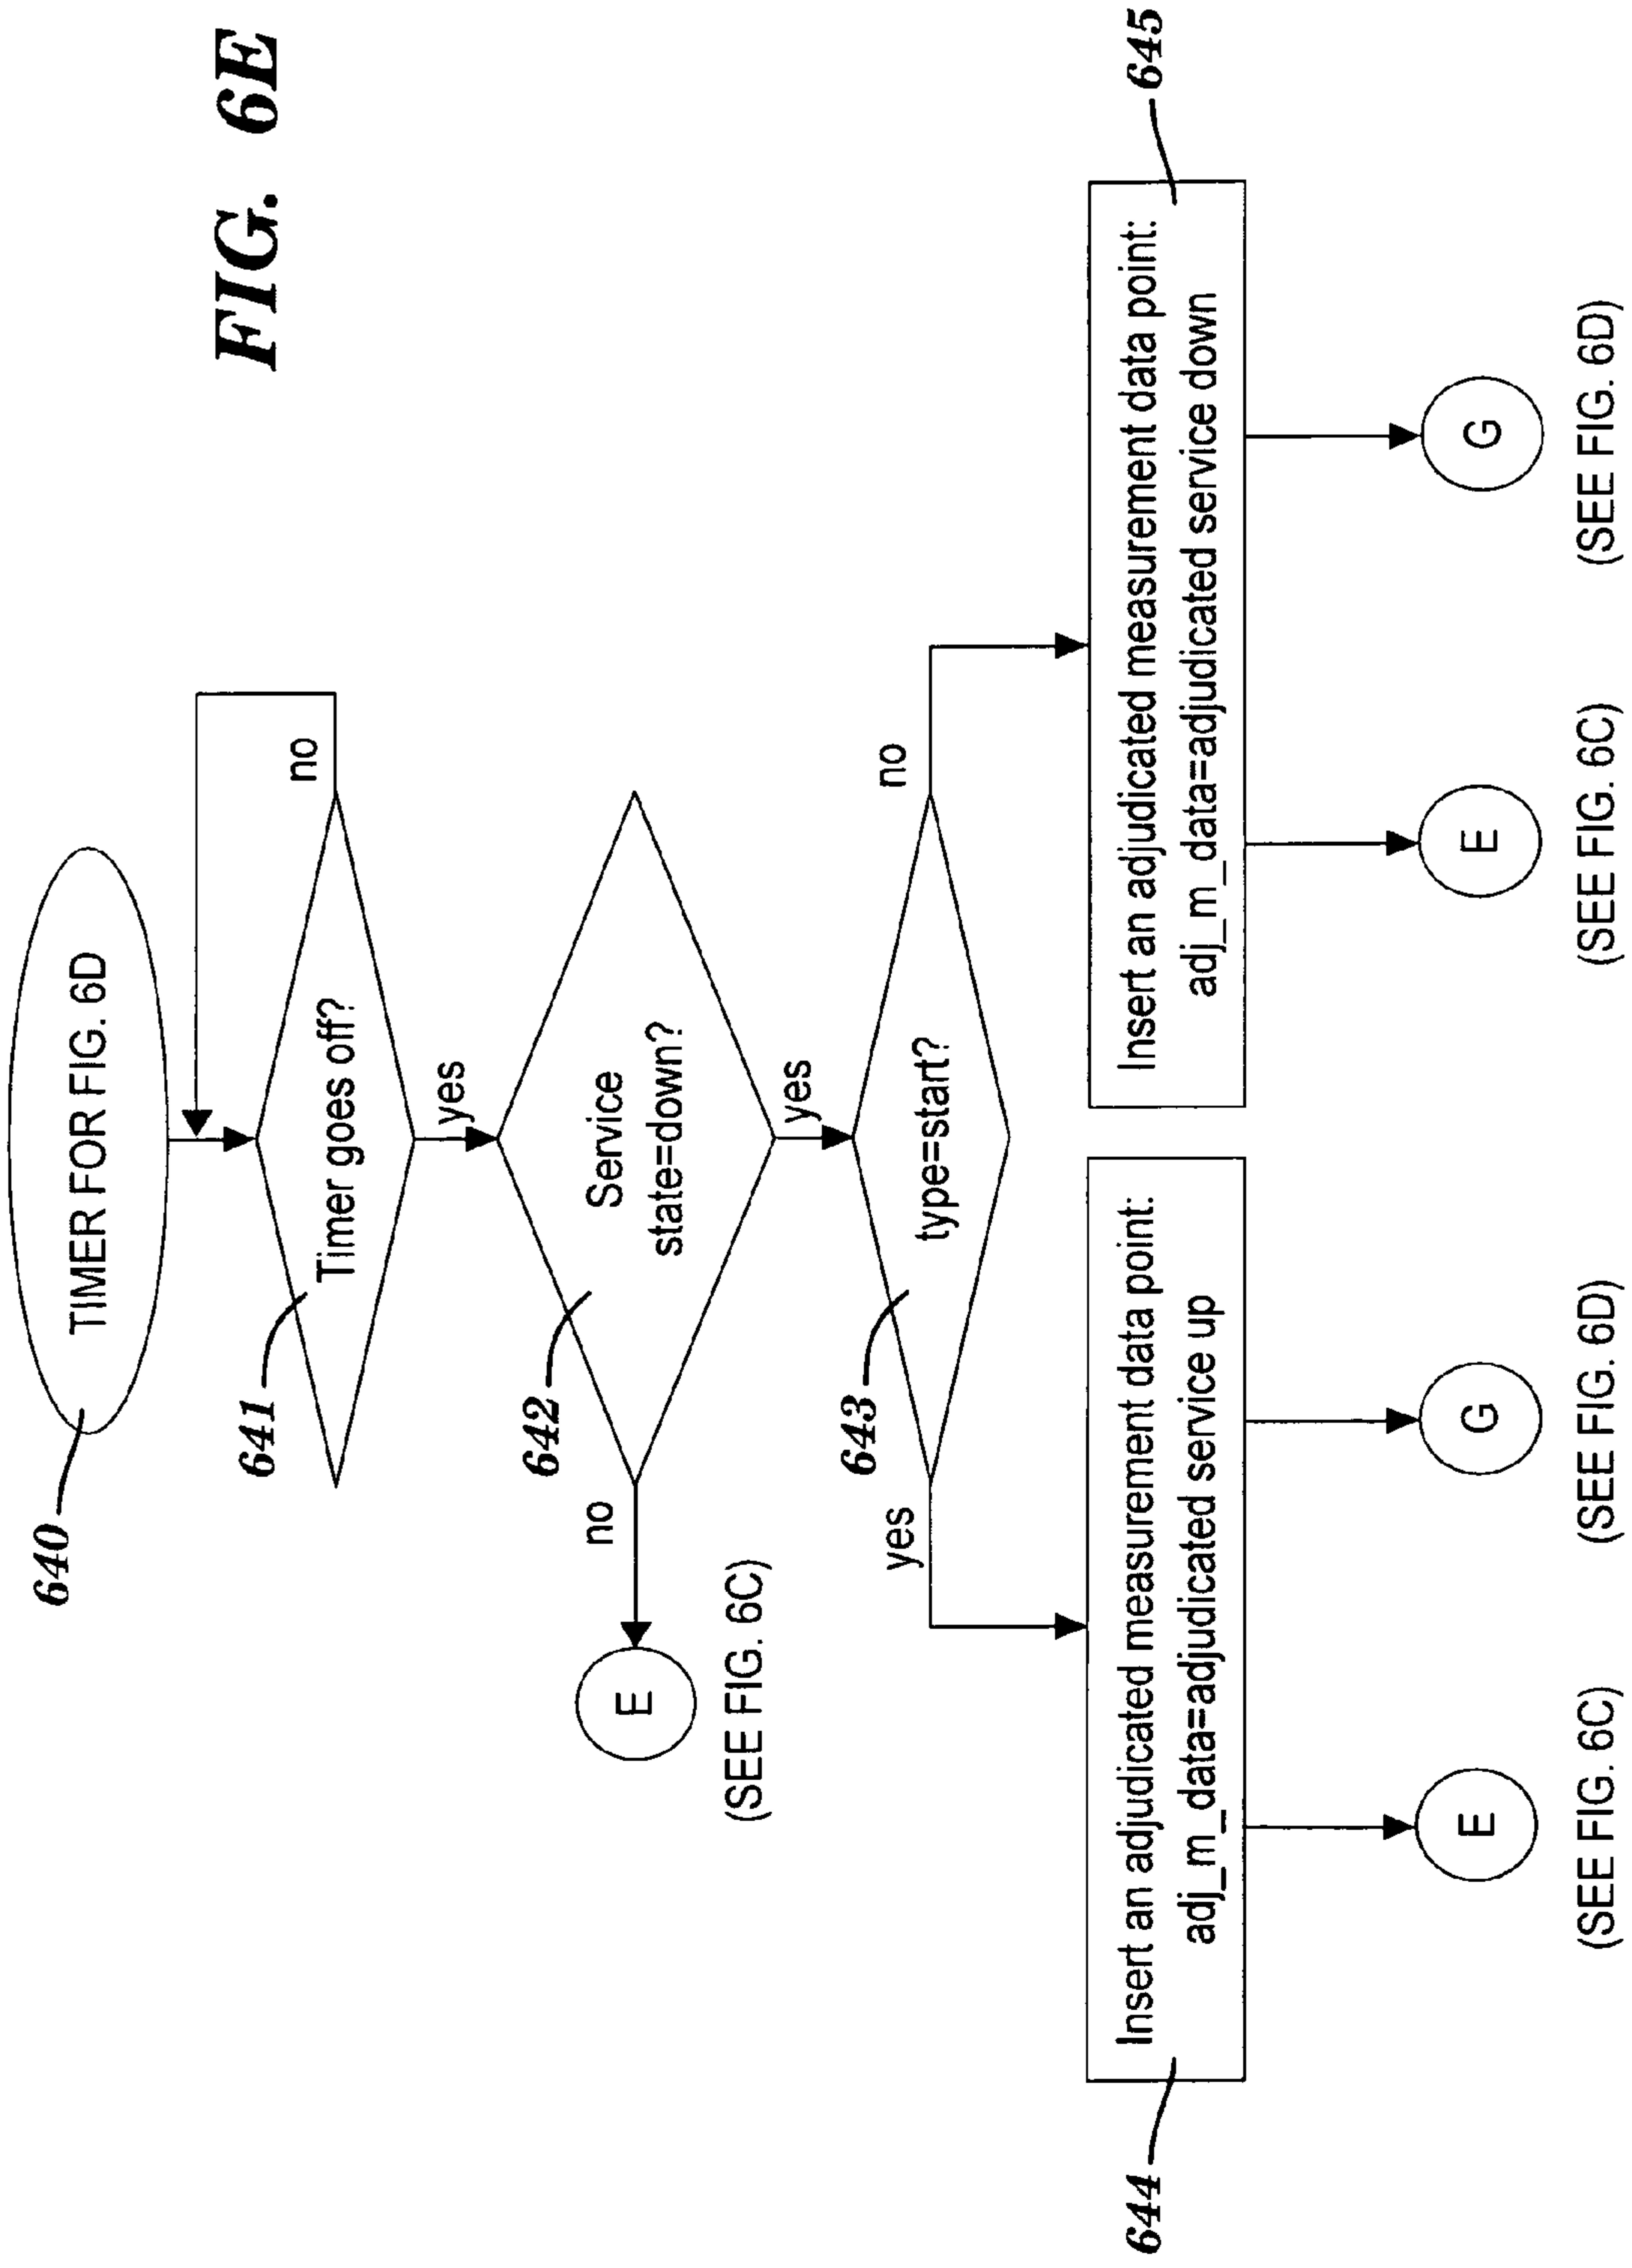 FIG. 6E
640
TIMER FOR FIG. 6D
641
Timer goes off?
no
yes
642
Service
state=down?
no
E
(SEE FIG. 6C)
yes
643
type=start?
yes
no
644
Insert an adjudicated measurement data point:
adj_m_data=adjudicated service up
645
Insert an adjudicated measurement data point:
adj_m_data=adjudicated service down
E
G
E
G
(SEE FIG. 6C)
(SEE FIG. 6D)
(SEE FIG. 6C)
(SEE FIG. 6D)